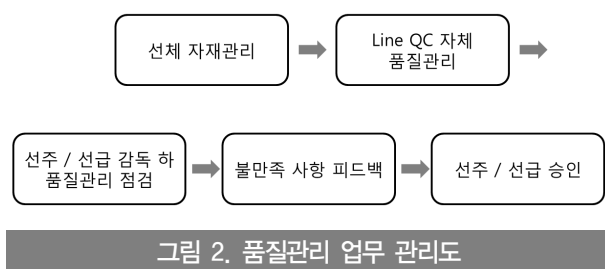 선체 자재관리
Line QC 자체
품질관리
선주 / 선급 감독 하
품질관리 점검
불만족 사항 피드백
선주 / 선급 승인
그림 2. 품질관리 업무 관리도